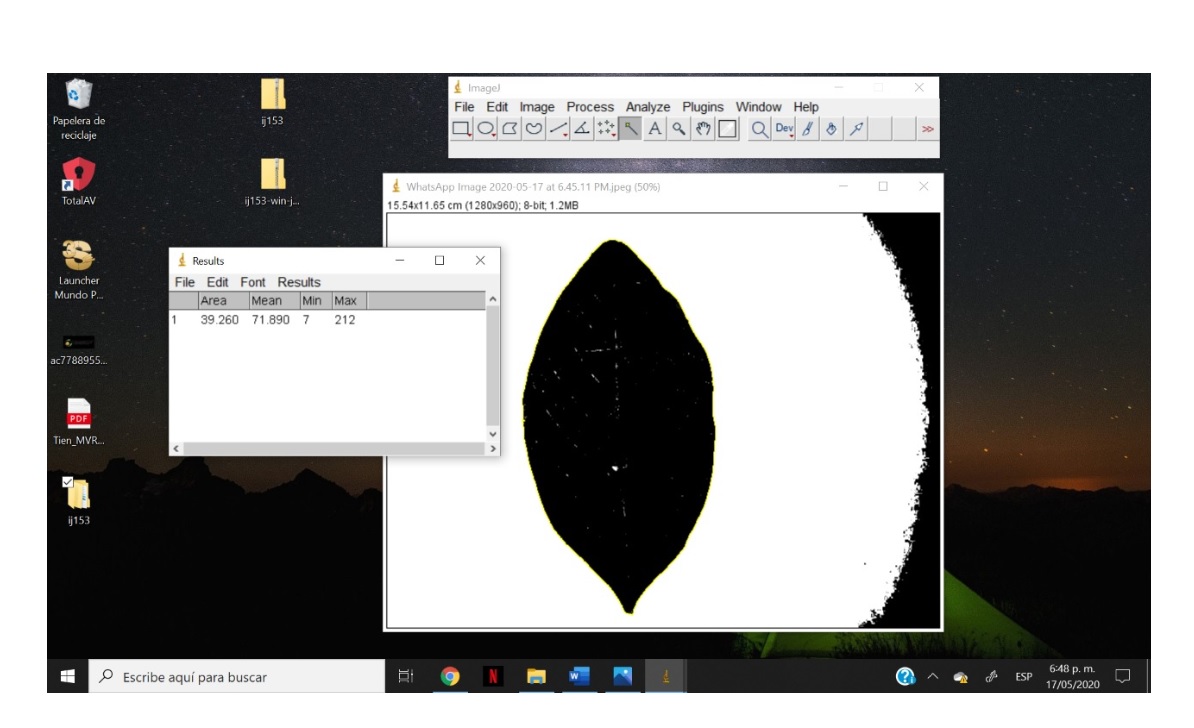 Papelera de
reciclaje
ij153
TotalAV
ij153-win-j...
Launcher
Mundo P...
ac7788955...
PDF
Tien_MVR...
ij153
ImageJ
File Edit Image Process Analyze Plugins Window Help
A Dev >>
WhatsApp Image 2020-05-17 at 6.45.11 PM.jpeg (50%)
15.54x11.65 cm (1280x960); 8-bit; 1.2MB
Results
File Edit Font Results
Area Mean Min Max
1 39.260 71.890 7 212
Escribe aquí para buscar
N
W
ESP
6:48 p. m.
17/05/2020